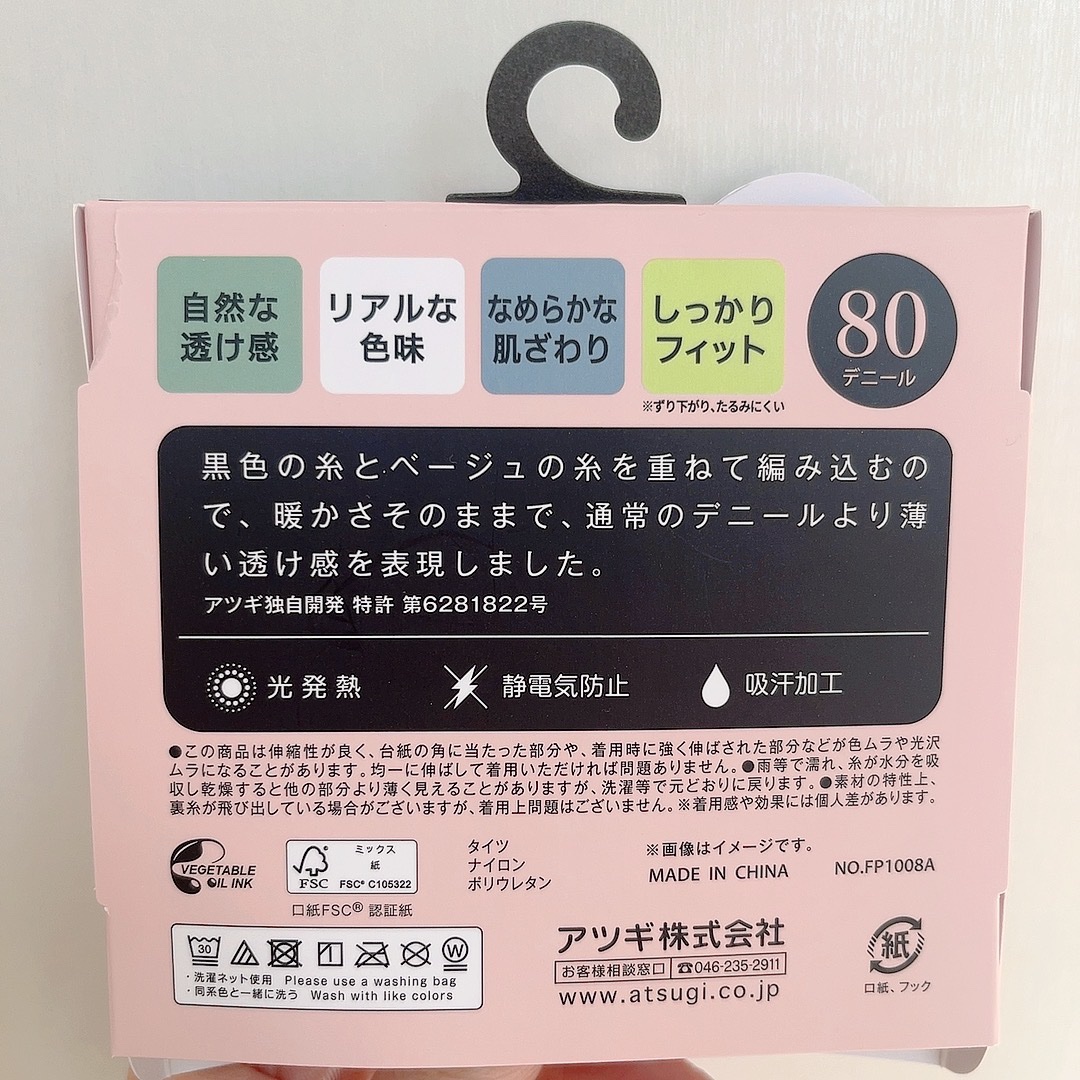 自然な
透け感
リアルな
色味
なめらかな
肌ざわり
しっかり
フィット
※ずり下がり、たるみにくい
80
デニール
黒色の糸とベージュの糸を重ねて編み込むの
で、暖かさそのままで、通常のデニールより薄
い透け感を表現しました。
アツギ独自開発 特許 第6281822号
光発熱
静電気防止
吸汗加工
●この商品は伸縮性が良く、台紙の角に当たった部分や、着用時に強く伸ばされた部分などが色ムラや光沢
ムラになることがあります。均一に伸ばして着用いただければ問題ありません。●雨等で濡れ、糸が水分を吸
収し乾燥すると他の部分より薄く見えることがありますが、洗濯等で元どおりに戻ります。●素材の特性上、
裏糸が飛び出している場合がございますが、着用上問題はございません。※着用感や効果には個人差があります。
VEGETABLE
OIL INK
FSC
ミックス
紙
FSC® C105322
口紙FSC® 認証紙
タイツ
ナイロン
ポリウレタン
※画像はイメージです。
MADE IN CHINA
NO.FP1008A
30
W
・洗濯ネット使用 Please use a washing bag
・同系色と一緒に洗う Wash with like colors
アツギ株式会社
お客様相談窓口 ☎046-235-2911
www.atsugi.co.jp
紙
口紙、フック